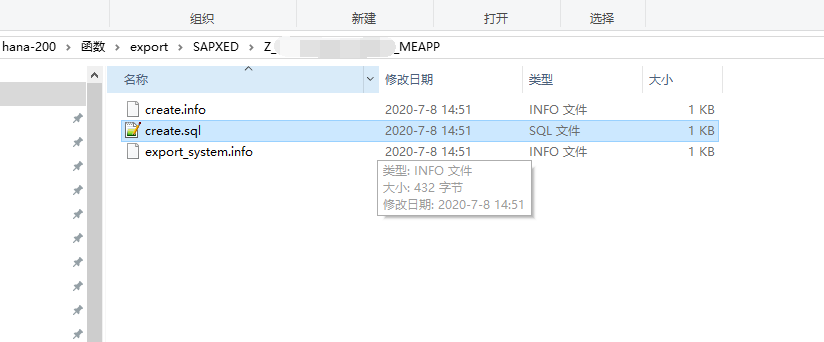 组织 新建 打开 选择
hana-200 > 函数 > export > SAPXED > Z_ _MEAPP
名称 修改日期 类型 大小
create.info 2020-7-8 14:51 INFO 文件 1 KB
create.sql 2020-7-8 14:51 SQL 文件 1 KB
export_system.info 2020-7-8 14:51 INFO 文件 1 KB
类型: INFO 文件
大小: 432 字节
修改日期: 2020-7-8 14:51